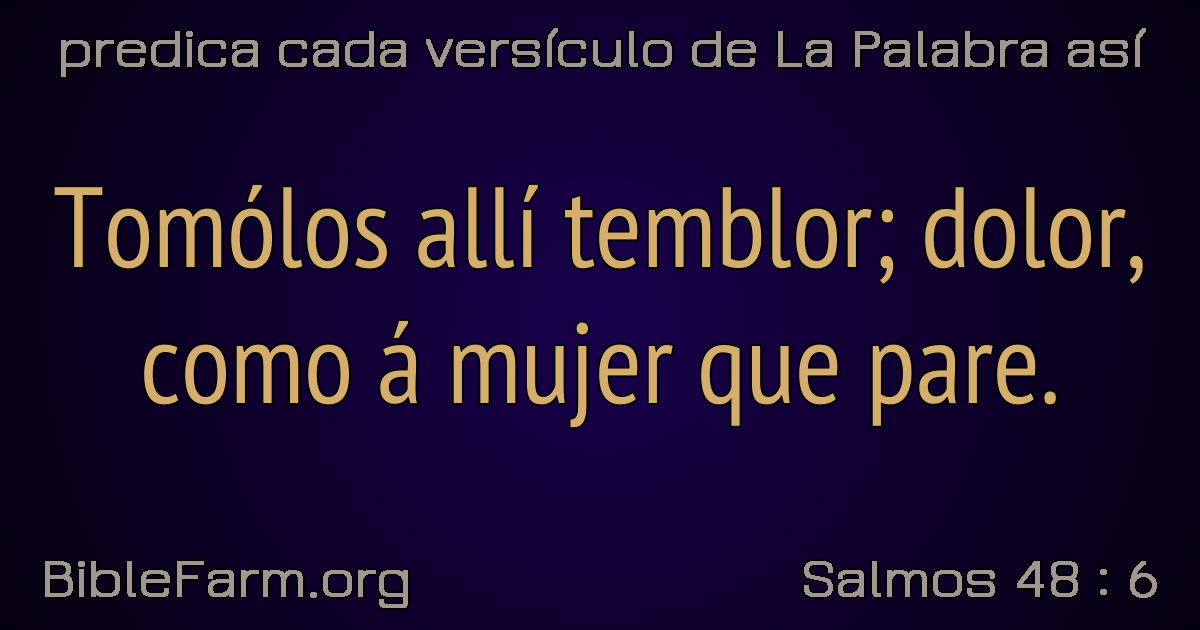 predica cada versículo de La Palabra así
Tomólos allí temblor; dolor,
como á mujer que pare.
BibleFarm.org
Salmos 48 : 6